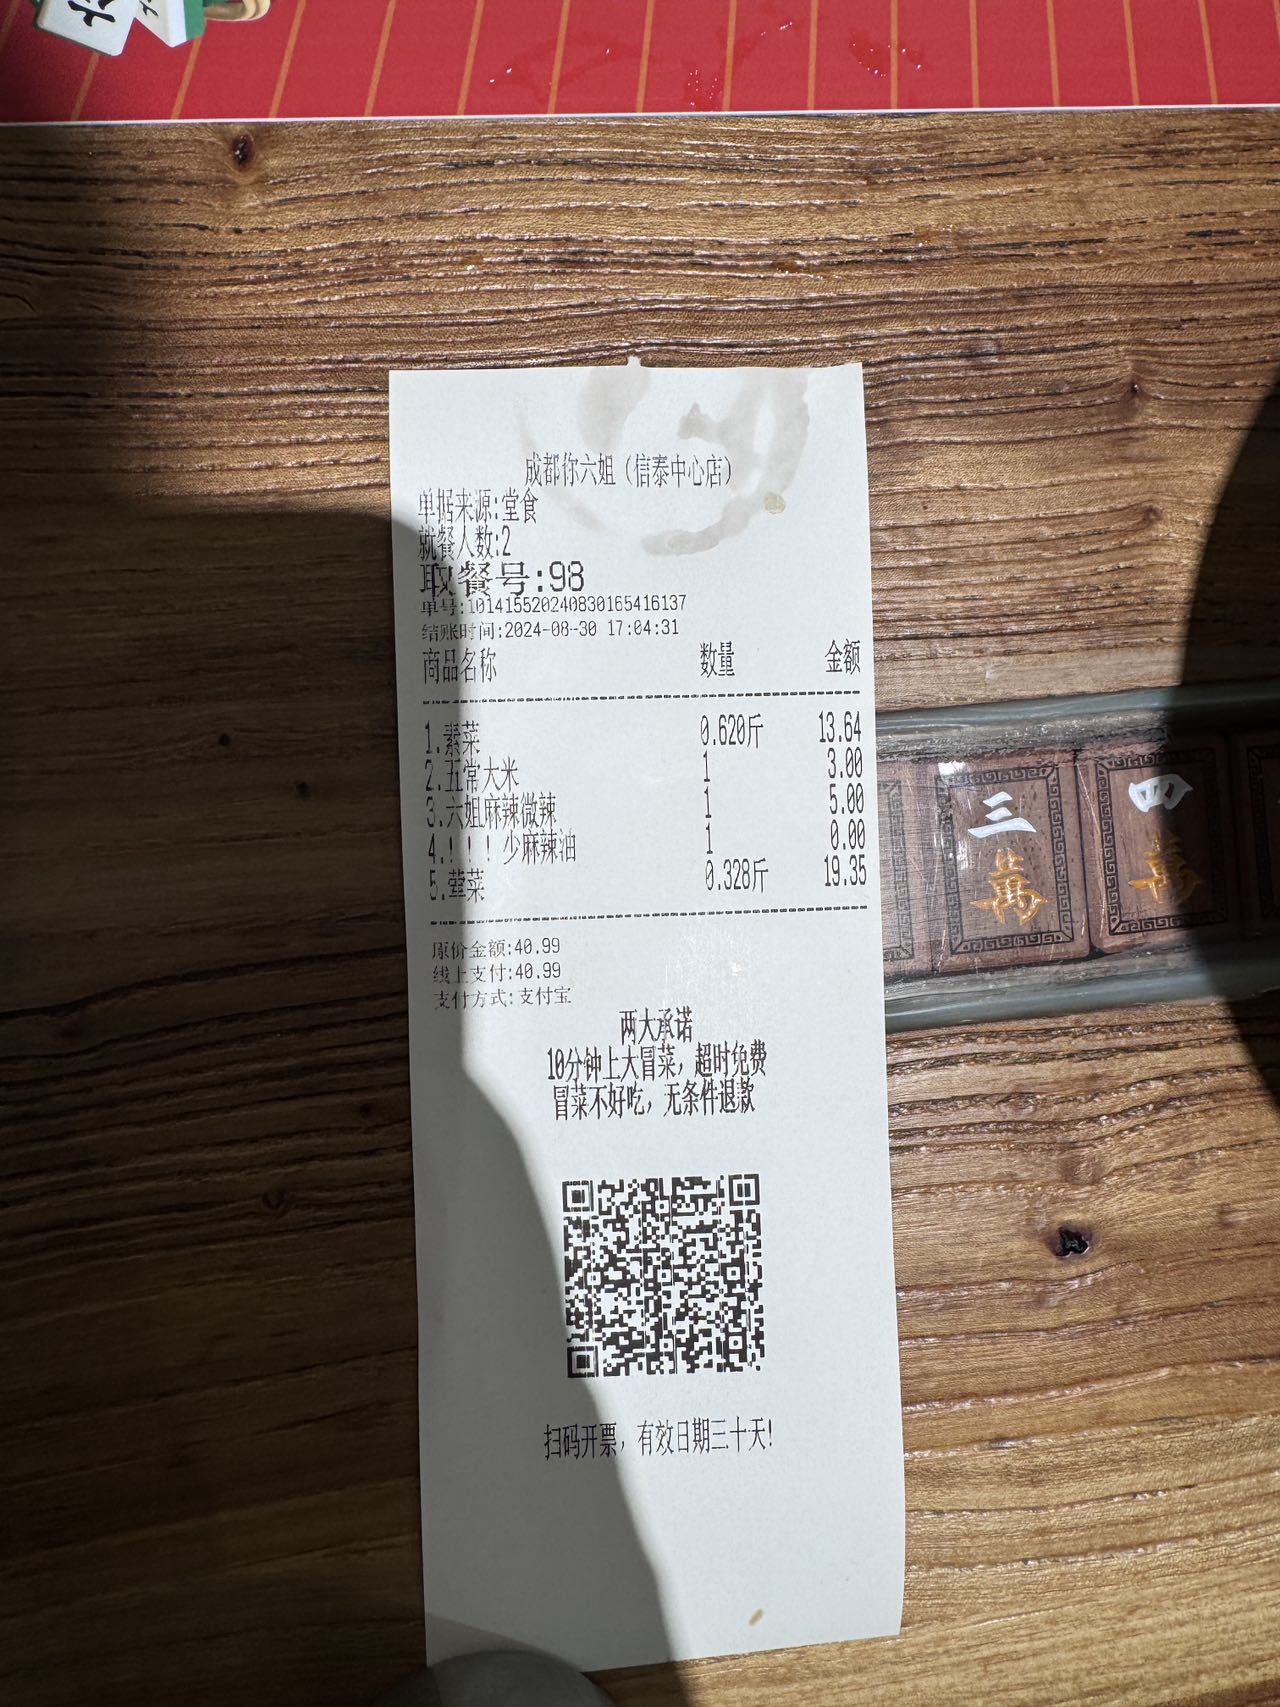 成都你六姐（信泰中心店）
单据来源:堂食
就餐人数:2
取餐号:98
单号:101415520240830165416137
结账时间:2024-08-30 17:04:31
商品名称 数量 金额
1.素菜 0.620斤 13.64
2.五常大米 1 3.00
3.六姐麻辣微辣 1 5.00
4.！！！少麻辣油 1 0.00
5.荤菜 0.328斤 19.35
原价金额:40.99
线上支付:40.99
支付方式:支付宝
两大承诺
10分钟上大冒菜，超时免费
冒菜不好吃，无条件退款
扫码开票，有效日期三十天!
三萬
四萬